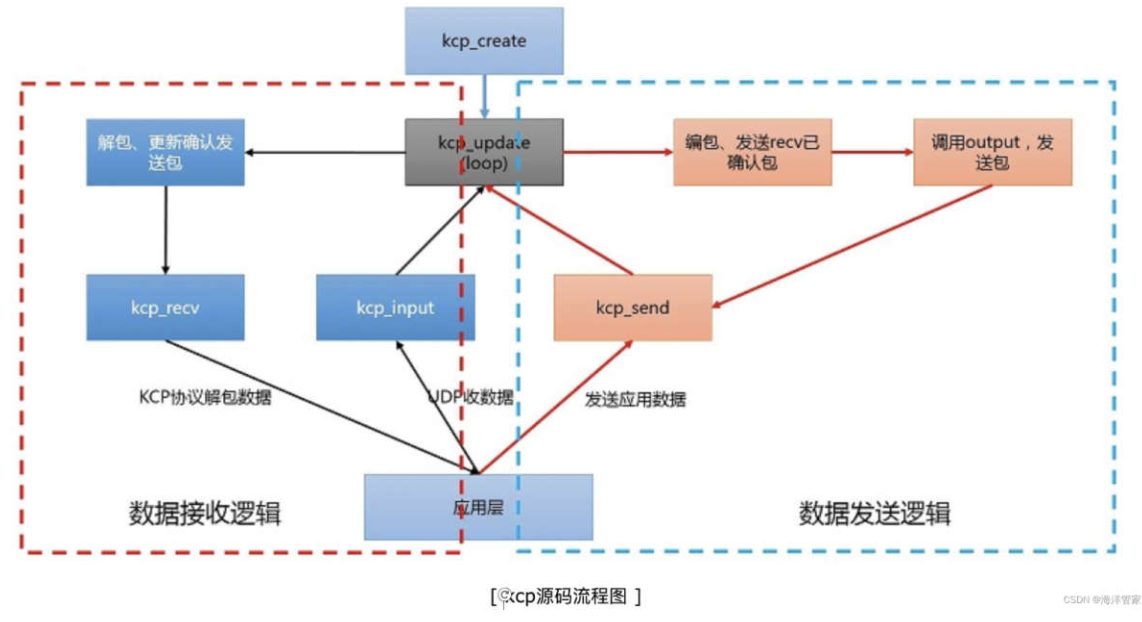 kcp_create
解包、更新确认发
送包
kcp_update
(loop)
编包、发送recv已
确认包
调用output，发
送包
kcp_recv
kcp_input
kcp_send
KCP协议解包数据
UDP收数据
发送应用数据
数据接收逻辑
应用层
数据发送逻辑
[ kcp源码流程图 ]
CSDN @海洋管家